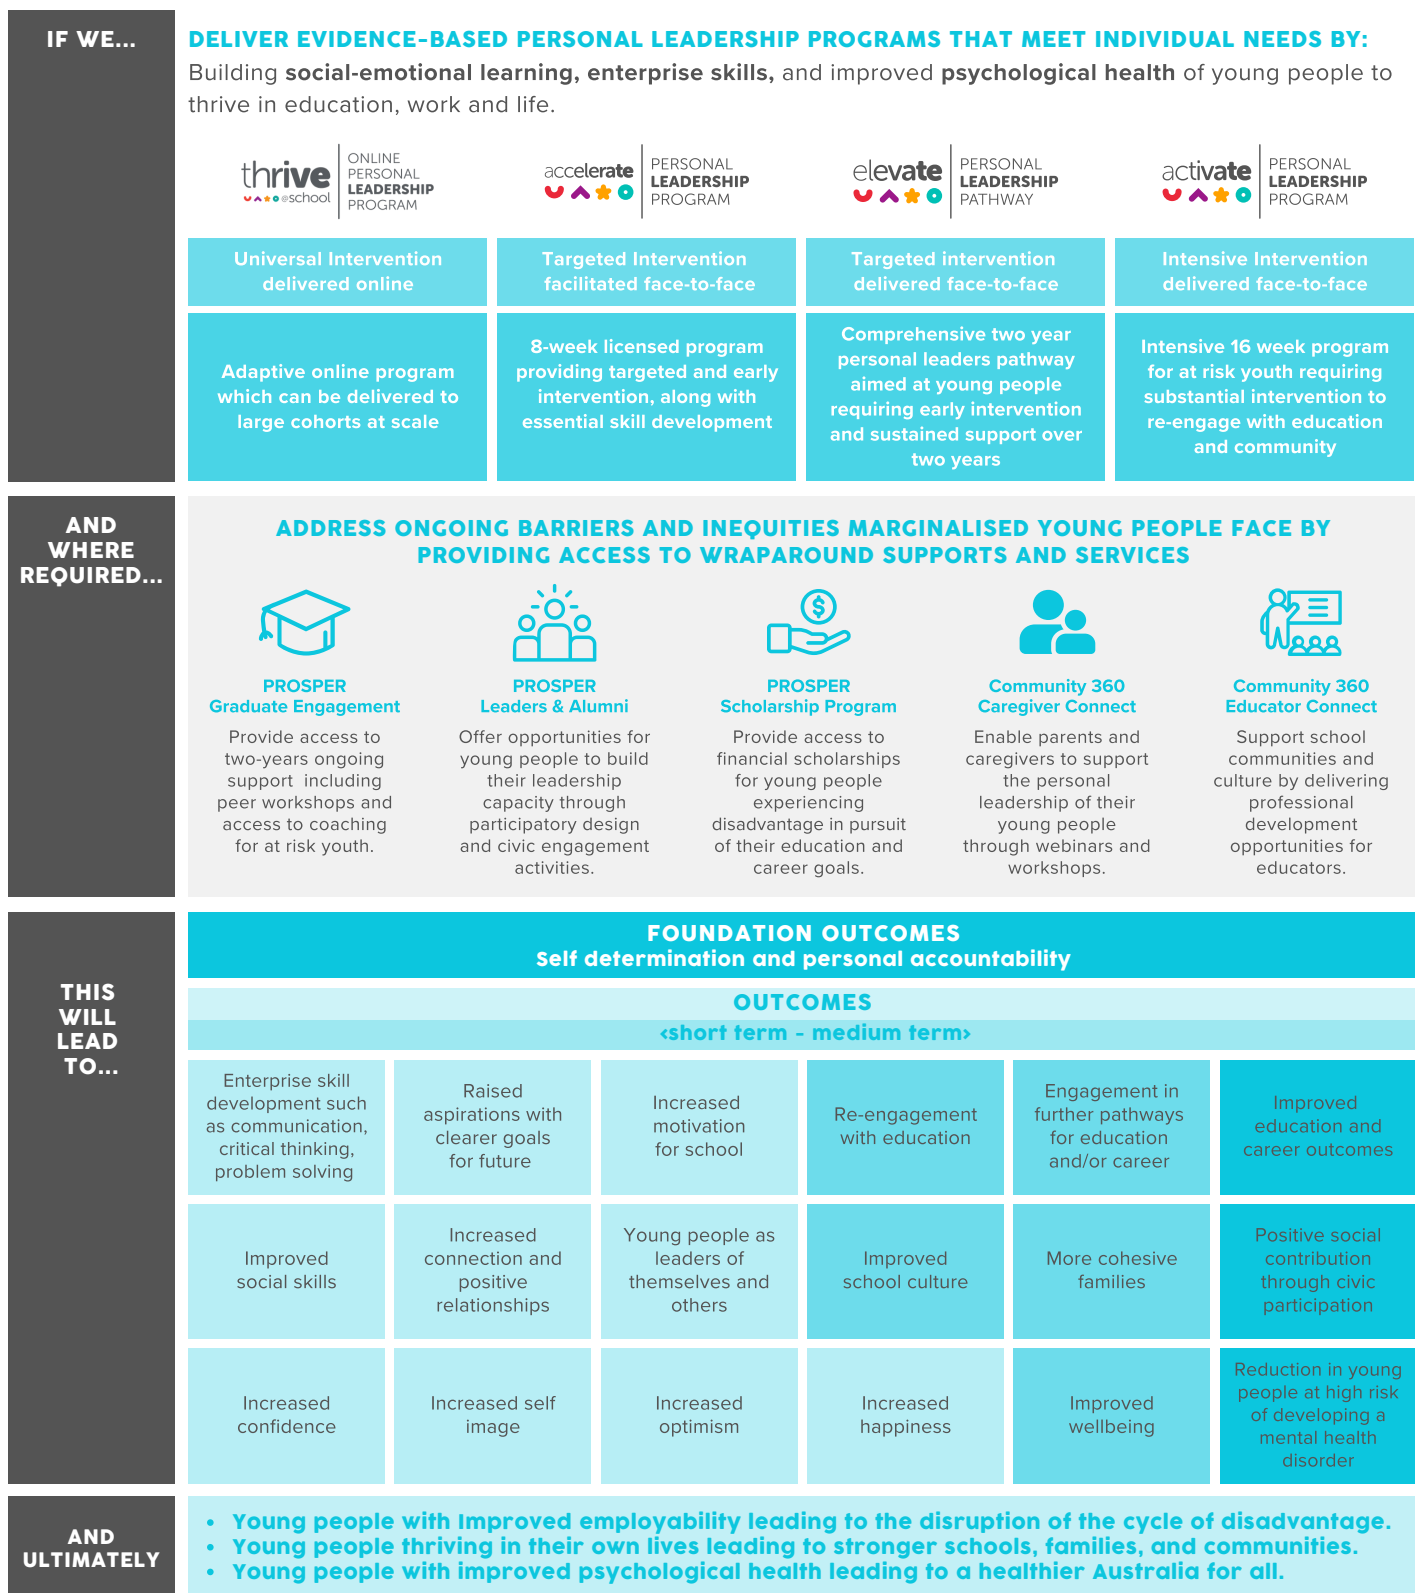 IF WE...
DELIVER EVIDENCE-BASED PERSONAL LEADERSHIP PROGRAMS THAT MEET INDIVIDUAL NEEDS BY:
Building social-emotional learning, enterprise skills, and improved psychological health of young people to
thrive in education, work and life.
thrive
@school
ONLINE
PERSONAL
LEADERSHIP
PROGRAM
accelerate
PERSONAL
LEADERSHIP
PROGRAM
elevate
PERSONAL
LEADERSHIP
PATHWAY
activate
PERSONAL
LEADERSHIP
PROGRAM
Universal Intervention
delivered online
Targeted Intervention
facilitated face-to-face
Targeted intervention
delivered face-to-face
Intensive Intervention
delivered face-to-face
Adaptive online program
which can be delivered to
large cohorts at scale
8-week licensed program
providing targeted and early
intervention, along with
essential skill development
Comprehensive two year
personal leaders pathway
aimed at young people
requiring early intervention
and sustained support over
two years
Intensive 16 week program
for at risk youth requiring
substantial intervention to
re-engage with education
and community
AND
WHERE
REQUIRED...
ADDRESS ONGOING BARRIERS AND INEQUITIES MARGINALISED YOUNG PEOPLE FACE BY
PROVIDING ACCESS TO WRAPAROUND SUPPORTS AND SERVICES
$
PROSPER
Graduate Engagement
Provide access to
two-years ongoing
support including
peer workshops and
access to coaching
for at risk youth.
PROSPER
Leaders & Alumni
Offer opportunities for
young people to build
their leadership
capacity through
participatory design
and civic engagement
activities.
PROSPER
Scholarship Program
Provide access to
financial scholarships
for young people
experiencing
disadvantage in pursuit
of their education and
career goals.
Community 360
Caregiver Connect
Enable parents and
caregivers to support
the personal
leadership of their
young people
through webinars and
workshops.
Community 360
Educator Connect
Support school
communities and
culture by delivering
professional
development
opportunities for
educators.
THIS
WILL
LEAD
TO...
FOUNDATION OUTCOMES
Self determination and personal accountability
OUTCOMES
<short term - medium term>
Enterprise skill
development such
as communication,
critical thinking,
problem solving
Raised
aspirations with
clearer goals
for future
Increased
motivation
for school
Re-engagement
with education
Engagement in
further pathways
for education
and/or career
Improved
education and
career outcomes
Improved
social skills
Increased
connection and
positive
relationships
Young people as
leaders of
themselves and
others
Improved
school culture
More cohesive
families
Positive social
contribution
through civic
participation
Increased
confidence
Increased self
image
Increased
optimism
Increased
happiness
Improved
wellbeing
Reduction in young
people at high risk
of developing a
mental health
disorder
AND
ULTIMATELY
• Young people with Improved employability leading to the disruption of the cycle of disadvantage.
• Young people thriving in their own lives leading to stronger schools, families, and communities.
• Young people with improved psychological health leading to a healthier Australia for all.